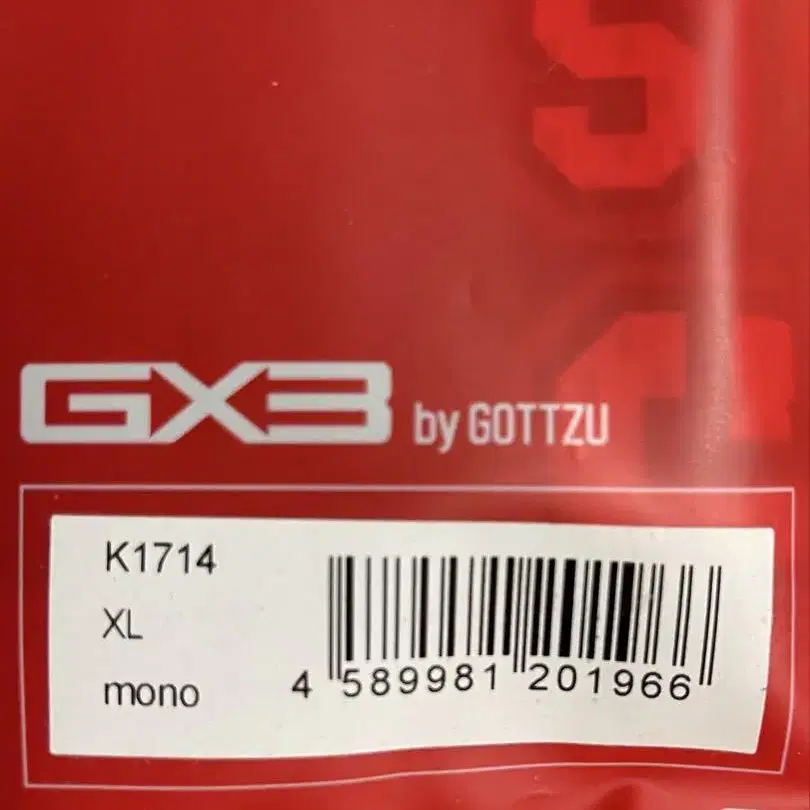 GX3 by GOTTZU
K1714
XL
mono
4 589981 201966